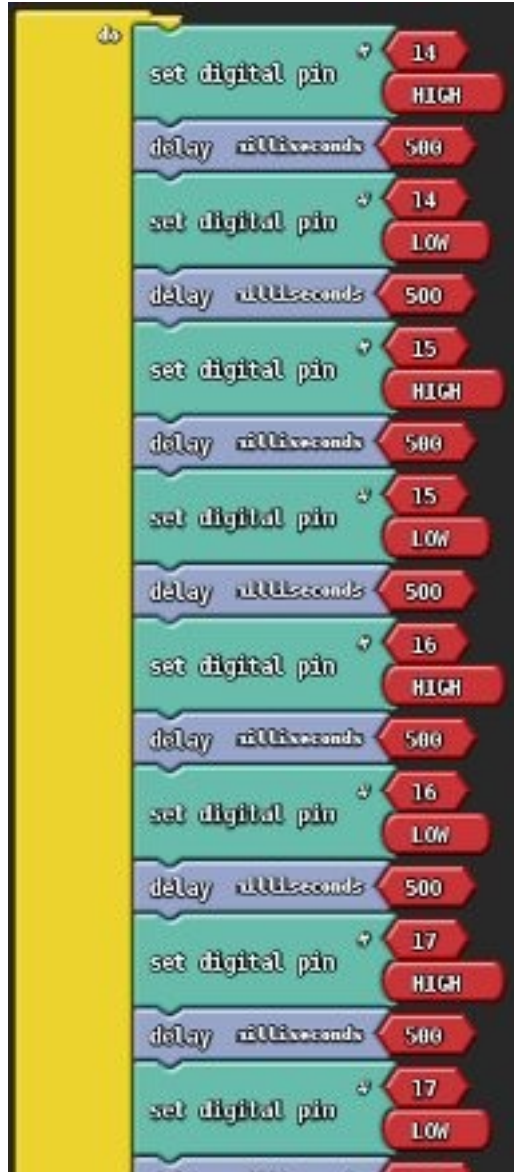 do
set digital pin # 14
HIGH
delay milliseconds 500
set digital pin # 14
LOW
delay milliseconds 500
set digital pin # 15
HIGH
delay milliseconds 500
set digital pin # 15
LOW
delay milliseconds 500
set digital pin # 16
HIGH
delay milliseconds 500
set digital pin # 16
LOW
delay milliseconds 500
set digital pin # 17
HIGH
delay milliseconds 500
set digital pin # 17
LOW